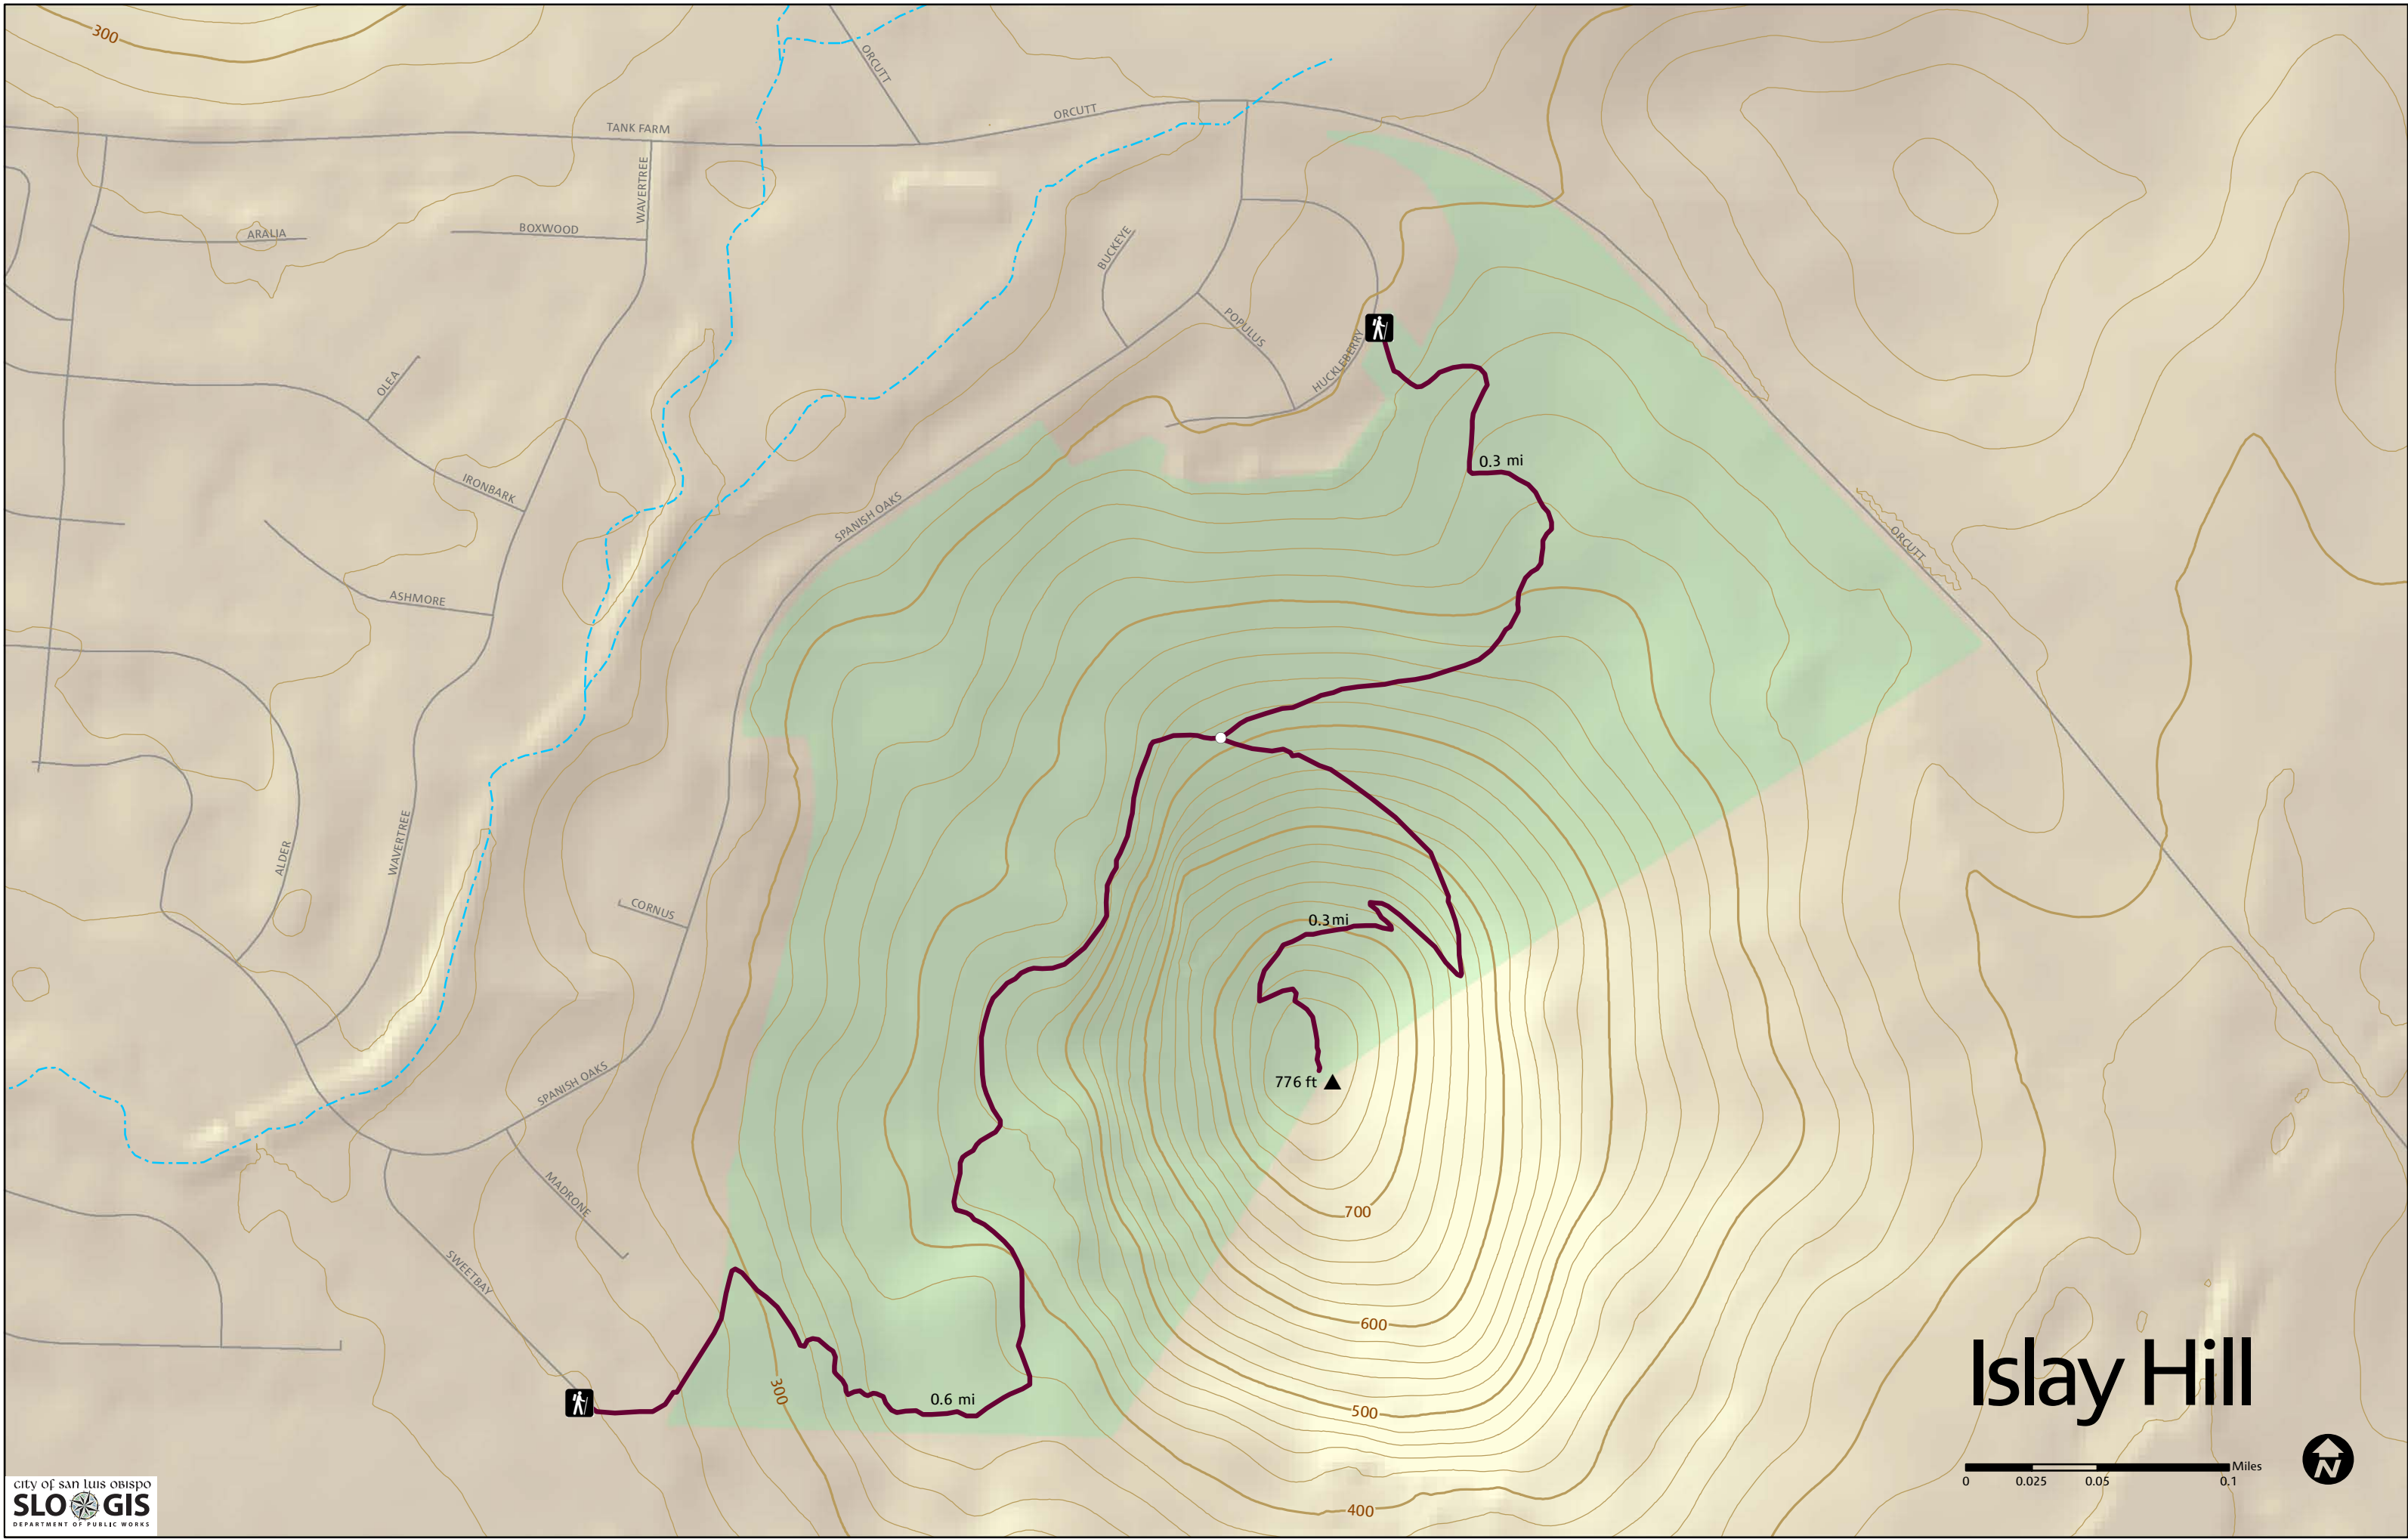 300
ORCUTT
ORCUTT
TANK FARM
WAVERTREE
ARALIA
BOXWOOD
BUCKEYE
POPULUS
HUCKLEBERRY
OLEA
0.3 mi
IRONBARK
SPANISH OAKS
ORCUTT
ASHMORE
ALDER
WAVERTREE
CORNUS
0.3mi
SPANISH OAKS
776 ft
MADRONE
700
SWEETBAY
600
300
0.6 mi
500
400
Islay Hill
Miles
0 0.025 0.05 0.1
N
city of san luis obispo
SLO GIS
DEPARTMENT OF PUBLIC WORKS